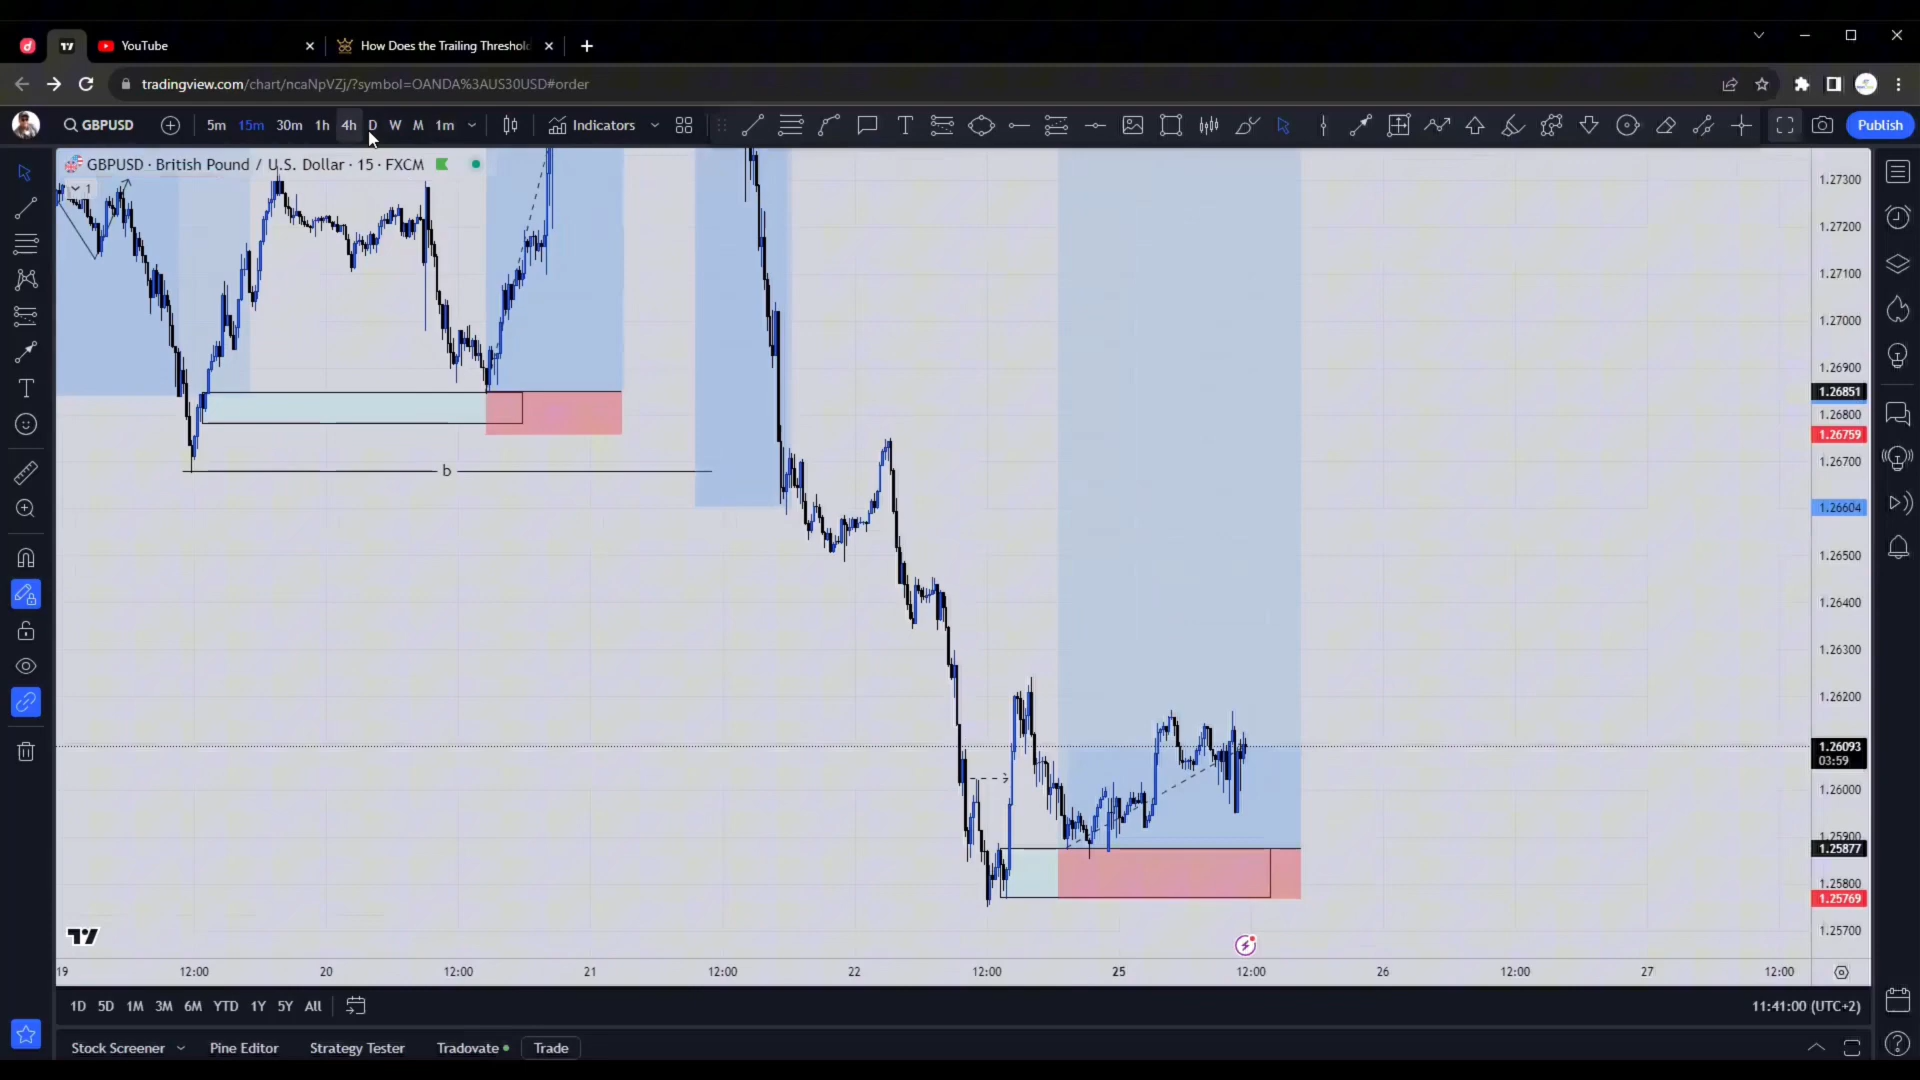 YouTube
How Does the Trailing Threshold
tradingview.com/chart/ncaNpVZj/?symbol=OANDA%3AUS30USD#order
GBPUSD 5m 15m 30m 1h 4h D W M 1m Indicators Publish
GBPUSD · British Pound / U.S. Dollar · 15 · FXCM
1
1.27300
1.27200
1.27100
1.27000
1.26900
1.26851
1.26800
1.26759
b
1.26700
1.26604
1.26500
1.26400
1.26300
1.26200
1.26093
03:59
1.26000
1.25900
1.25877
1.25800
1.25769
1.25700
19 12:00 20 12:00 21 12:00 22 12:00 25 12:00 26 12:00 27 12:00
1D 5D 1M 3M 6M YTD 1Y 5Y All 11:41:00 (UTC+2)
Stock Screener Pine Editor Strategy Tester Tradovate Trade